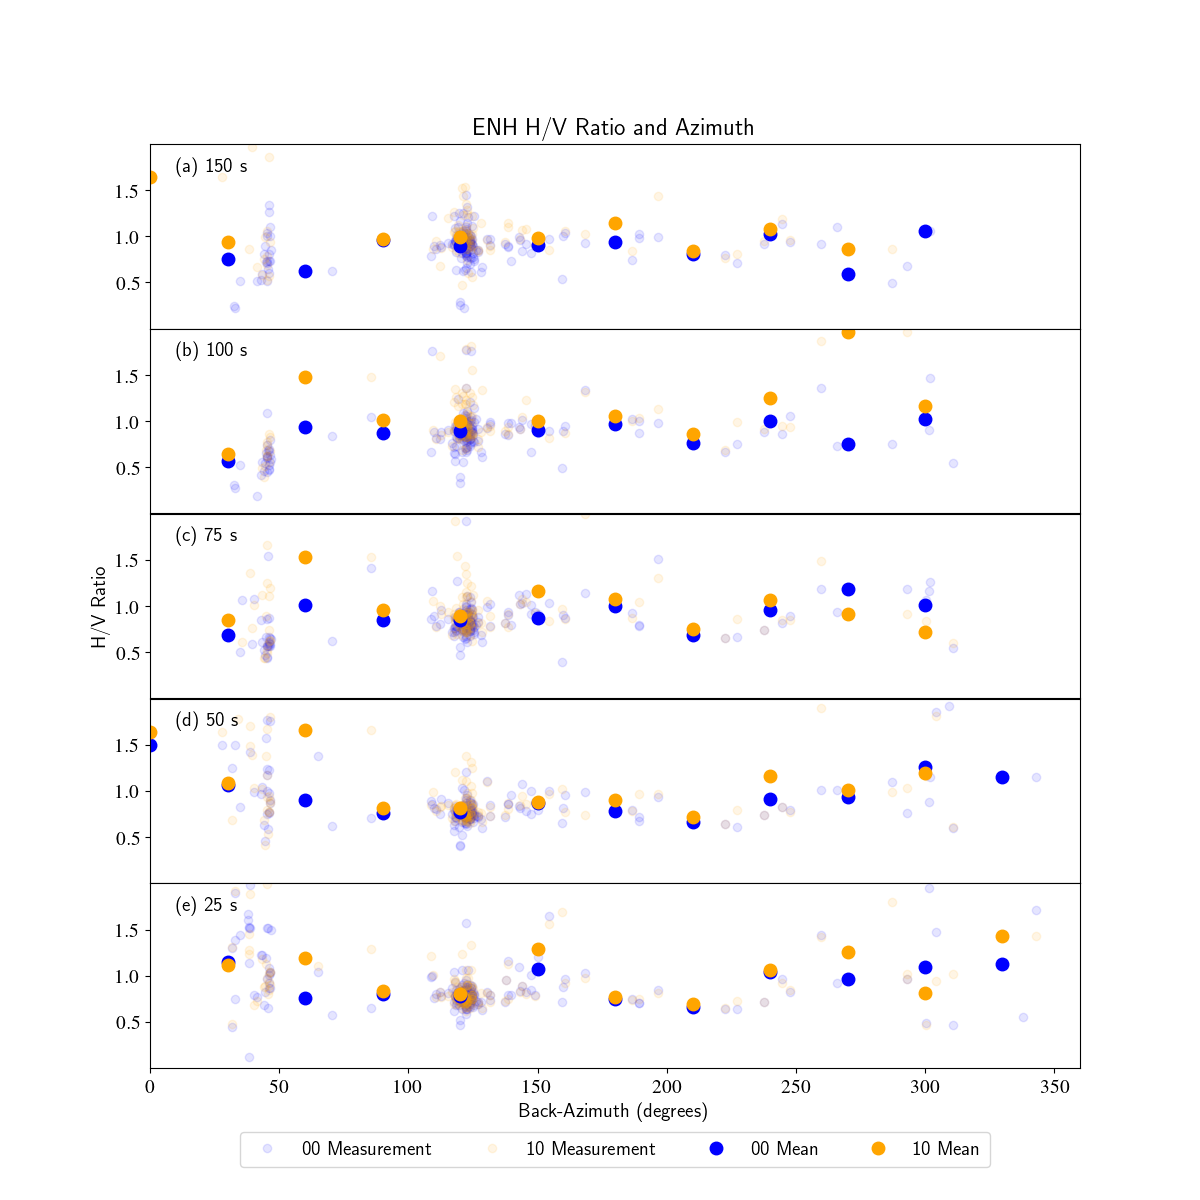 ENH H/V Ratio and Azimuth
(a) 150 s
1.5
1.0
0.5
(b) 100 s
1.5
1.0
0.5
(c) 75 s
1.5
1.0
0.5
H/V Ratio
(d) 50 s
1.5
1.0
0.5
(e) 25 s
1.5
1.0
0.5
0 50 100 150 200 250 300 350
Back-Azimuth (degrees)
00 Measurement 10 Measurement 00 Mean 10 Mean